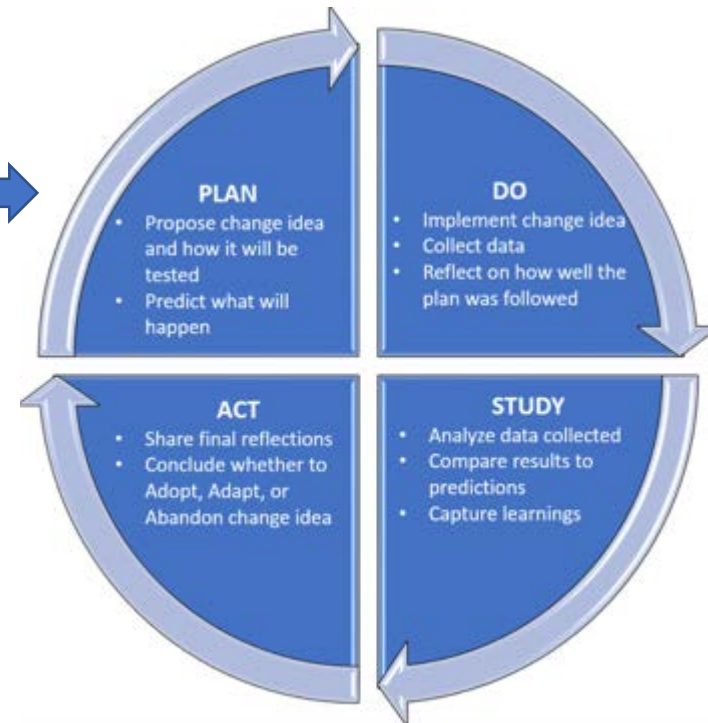 PLAN
• Propose change idea
and how it will be
tested
• Predict what will
happen
DO
• Implement change idea
• Collect data
• Reflect on how well the
plan was followed
ACT
• Share final reflections
• Conclude whether to
Adopt, Adapt, or
Abandon change idea
STUDY
• Analyze data collected
• Compare results to
predictions
• Capture learnings